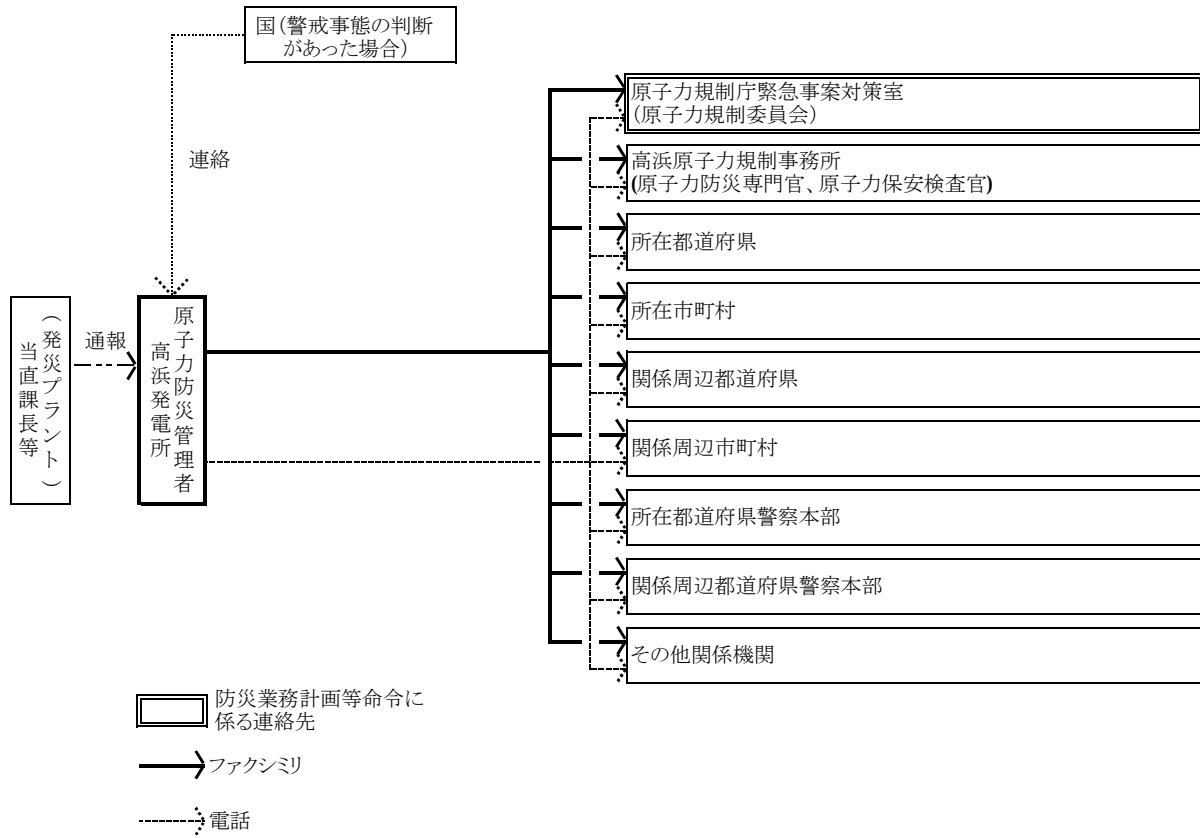 国（警戒事態の判断
があった場合）
連絡
原子力規制庁緊急事案対策室
（原子力規制委員会）
高浜原子力規制事務所
(原子力防災専門官、原子力保安検査官)
所在都道府県
所在市町村
関係周辺都道府県
関係周辺市町村
所在都道府県警察本部
関係周辺都道府県警察本部
その他関係機関
（発災プラント）
当直課長等
通報
原子力防災管理者
高浜発電所
防災業務計画等命令に
係る連絡先
ファクシミリ
電話